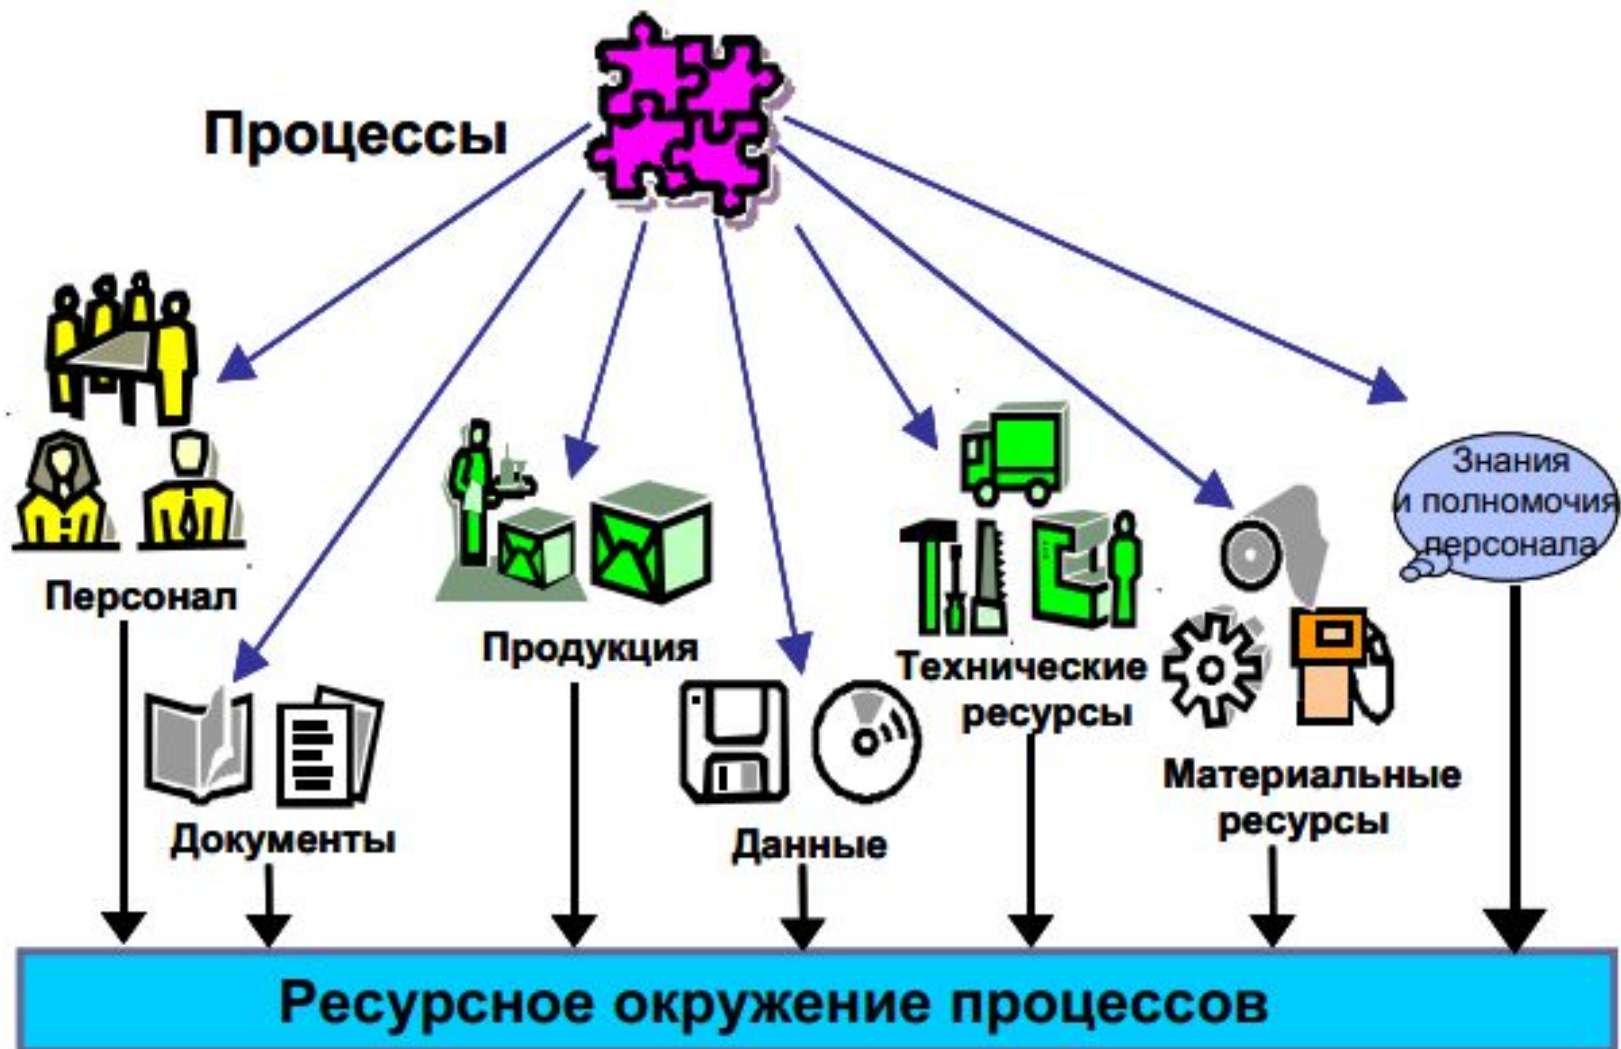 Процессы
Знания
и полномочия
персонала
Персонал
Продукция
Технические
ресурсы
Материальные
ресурсы
Документы
Данные
Ресурсное окружение процессов